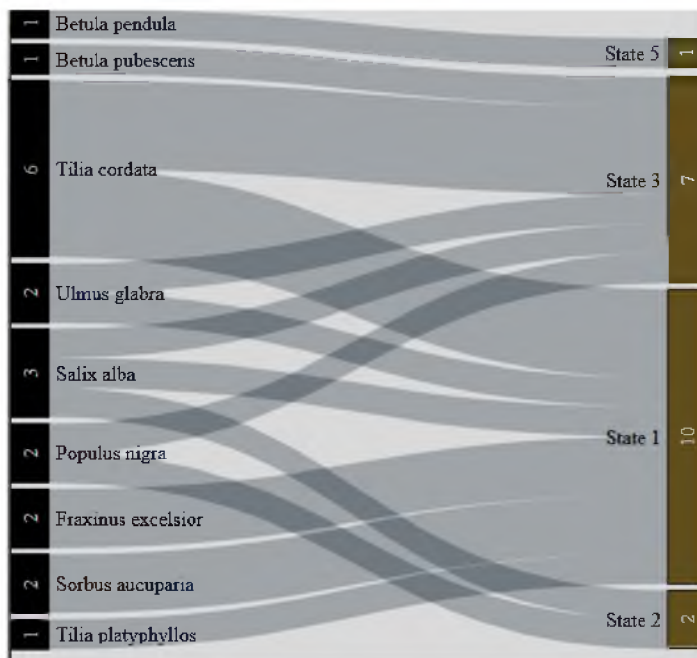 1 Betula pendula
State 5 1
1 Betula pubescens
6 Tilia cordata
State 3 7
2 Ulmus glabra
3 Salix alba
State 1 10
2 Populus nigra
2 Fraxinus excelsior
2 Sorbus aucuparia
State 2 2
1 Tilia platyphyllos